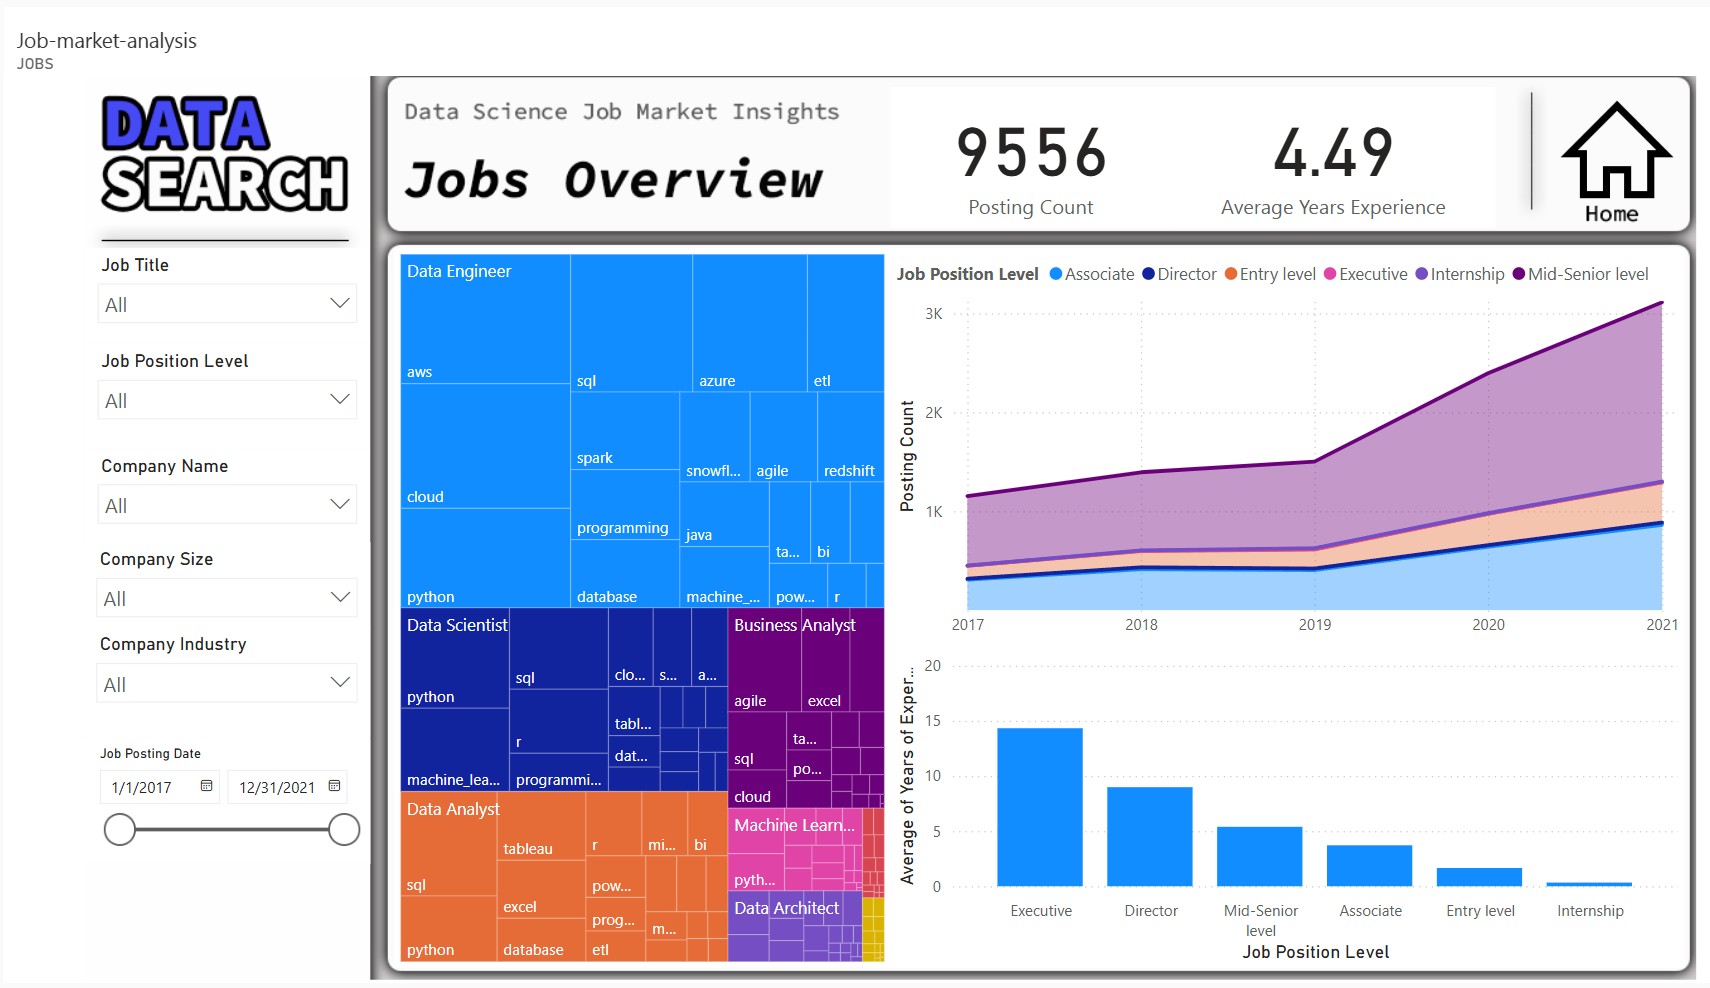 Job-market-analysis
JOBS
DATA
SEARCH
Job Title
All
Job Position Level
All
Company Name
All
Company Size
All
Company Industry
All
Job Posting Date
1/1/2017
12/31/2021
Data Science Job Market Insights
Jobs Overview
9556
Posting Count
4.49
Average Years Experience
Home
Data Engineer
aws
sql
azure
etl
cloud
spark
snowfl...
agile
redshift
programming
java
ta...
bi
python
database
machine_...
pow...
r
Data Scientist
python
sql
clo...
s...
a...
r
tabl...
dat...
machine_lea...
programmi...
Business Analyst
agile
excel
sql
ta...
po...
cloud
Data Analyst
sql
tableau
r
mi...
bi
excel
pow...
prog...
m...
python
database
etl
Machine Learn...
pyth...
Data Architect
Job Position Level Associate Director Entry level Executive Internship Mid-Senior level
Posting Count
3K
2K
1K
2017 2018 2019 2020 2021
Average of Years of Exper...
20
15
10
5
0
Executive Director Mid-Senior level Associate Entry level Internship
Job Position Level